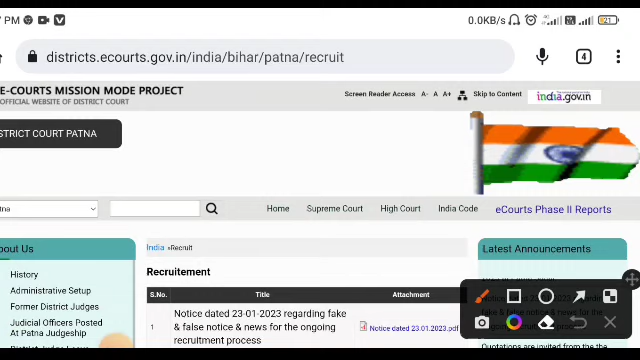 PM
0.0KB/s
21
districts.ecourts.gov.in/india/bihar/patna/recruit
4
E-COURTS MISSION MODE PROJECT
OFFICIAL WEBSITE OF DISTRICT COURT
Screen Reader Access A- A A+ Skip to Content india.gov.in
STRICT COURT PATNA
tna
Home Supreme Court High Court India Code eCourts Phase II Reports
bout Us
India »Recruit
Latest Announcements
Recruitement
History
Administrative Setup
Former District Judges
Judicial Officers Posted
At Patna Judgeship
S.No. Title Attachment
1
Notice dated 23-01-2023 regarding fake
& false notice & news for the ongoing
recruitment process
Notice dated 23.01.2023.pdf
Quotations are invited from the